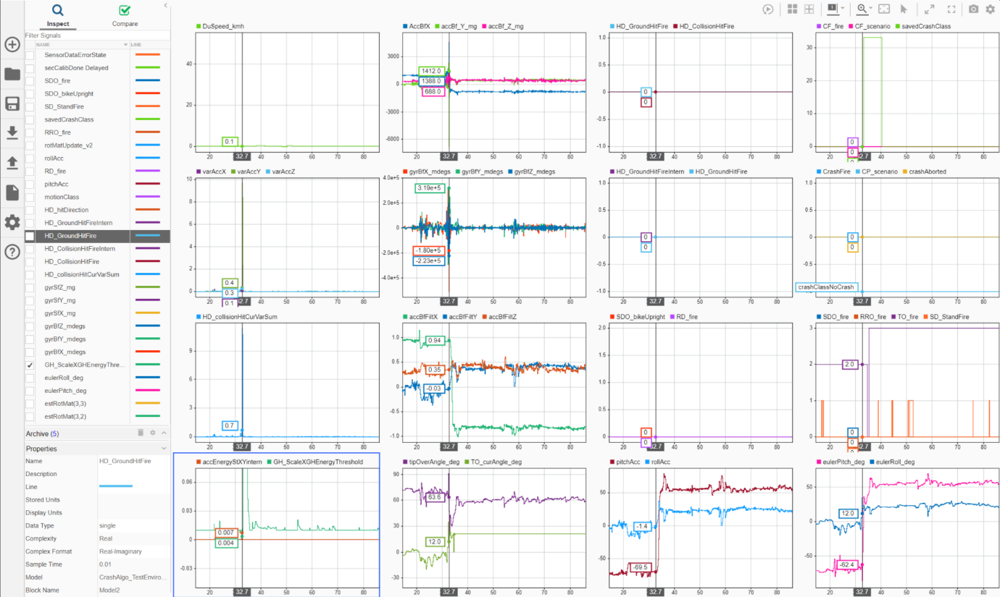 Inspect
Compare
Filter Signals
NAME
LINE
SensorDataErrorState
secCalibDone Delayed
SDO_fire
SDO_bikeUpright
SD_StandFire
savedCrashClass
RRO_fire
rotMatUpdate_v2
rollAcc
RD_fire
pitchAcc
motionClass
HD_hitDirection
HD_GroundHitFireIntern
HD_GroundHitFire
HD_CollisionHitFireIntern
HD_CollisionHitFire
HD_collisionHitCurVarSum
gyrSfZ_mg
gyrSfY_mg
gyrSfX_mg
gyrBfZ_mdegs
gyrBfY_mdegs
gyrBfX_mdegs
GH_ScaleXGHEnergyThre...
eulerRoll_deg
eulerPitch_deg
estRotMat(3,3)
estRotMat(3,2)
Archive (5)
Properties
Name HD_GroundHitFire
Description
Line
Stored Units
Display Units
Data Type single
Complexity Real
Complex Format Real-Imaginary
Sample Time 0.01
Model CrashAlgo_TestEnviro...
Block Name Model2
DuSpeed_kmh
40
20
0
0.1
20 32.7 40 50 60 70 80
AccBfX accBf_Y_mg accBf_Z_mg
3000
0
-3000
-6000
1412.0
1388.0
688.0
20 32.7 40 50 60 70 80
HD_GroundHitFire HD_CollisionHitFire
1.0
0.5
0
-0.5
-1.0
0
0
20 32.7 40 50 60 70 80
CF_fire CF_scenario savedCrashClass
30
20
10
0
0
0
20 2.7 40 50 60 70 80
varAccX varAccY varAccZ
10
8
6
4
2
0
0.4
0.3
0.1
20 2.7 40 50 60 70 80
gyrBfX_mdegs gyrBfY_mdegs gyrBfZ_mdegs
4.0e+5
2.0e+5
0
-2.0e+5
-4.0e+5
3.19e+5
-1.80e+5
-2.23e+5
20 32.7 40 50 60 70 80
HD_GroundHitFireIntern HD_GroundHitFire
1.0
0.5
0
-0.5
-1.0
0
0
20 32.7 40 50 60 70 80
CrashFire CP_scenario crashAborted
1.0
0.5
0
-0.5
0
0
crashClassNoCrash
20 32.7 40 50 60 70 80
HD_collisionHitCurVarSum
9
6
3
0
0.7
20 32.7 40 50 60 70 80
accBfFiltX accBfFiltY accBfFiltZ
1.0
0.5
0
-0.5
-1.0
0.94
0.35
-0.03
20 32.7 40 50 60 70 80
SDO_bikeUpright RD_fire
2.0
1.5
1.0
0.5
0
0
0
20 2.7 40 50 60 70 80
SDO_fire RRO_fire TO_fire SD_StandFire
3
2
1
0
2.0
0
0
20 2.7 40 50 60 70 80
accEnergyStXYintern GH_ScaleXGHEnergyThreshold
0.06
0.03
0
-0.03
0.007
0.004
20 32.7 40 50 60 70 80
tipOverAngle_deg TO_curAngle_deg
90
60
30
0
-30
63.6
12.0
20 32.7 40 50 60 70 80
pitchAcc rollAcc
50
0
-50
-1.4
-69.5
20 32.7 40 50 60 70 80
eulerPitch_deg eulerRoll_deg
50
0
-50
12.0
-62.4
20 32.7 40 50 60 70 80